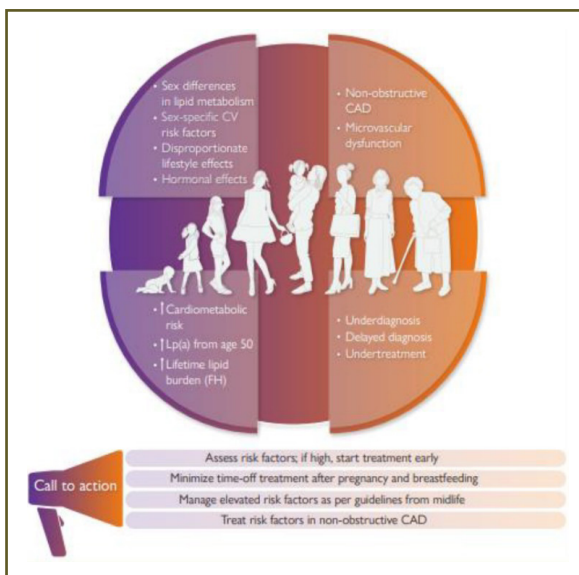 • Sex differences
in lipid metabolism
• Sex-specific CV
risk factors
• Disproportionate
lifestyle effects
• Hormonal effects
• Non-obstructive
CAD
• Microvascular
dysfunction
• ↑Cardiometabolic
risk
• ↑Lp(a) from age 50
• ↑Lifetime lipid
burden (FH)
• Underdiagnosis
• Delayed diagnosis
• Undertreatment
Call to action
Assess risk factors; if high, start treatment early
Minimize time-off treatment after pregnancy and breastfeeding
Manage elevated risk factors as per guidelines from midlife
Treat risk factors in non-obstructive CAD